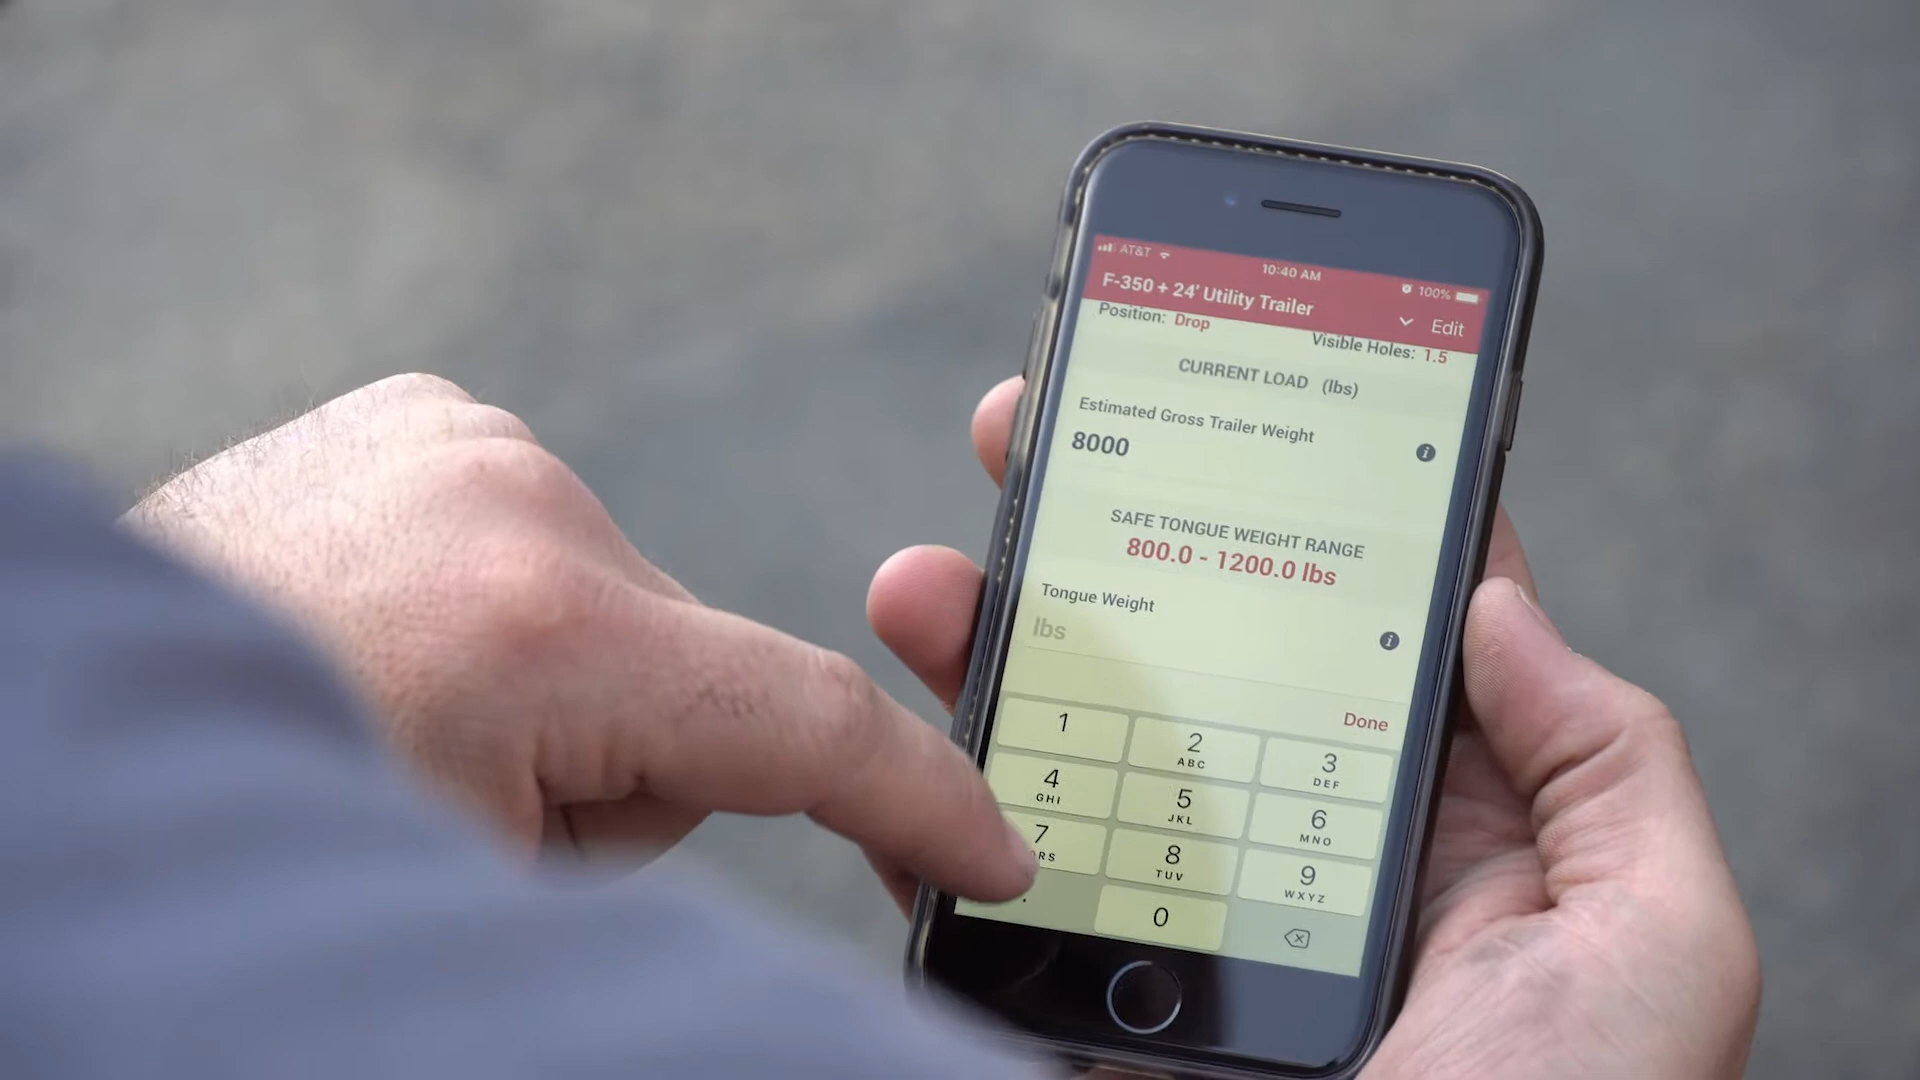 AT&T 10:40 AM 100%
F-350 + 24' Utility Trailer Edit
Position: Drop Visible Holes: 1.5
CURRENT LOAD (lbs)
Estimated Gross Trailer Weight
8000
SAFE TONGUE WEIGHT RANGE
800.0 - 1200.0 lbs
Tongue Weight
lbs
Done
1 2 ABC 3 DEF
4 GHI 5 JKL 6 MNO
7 8 TUV 9 WXYZ
. 0